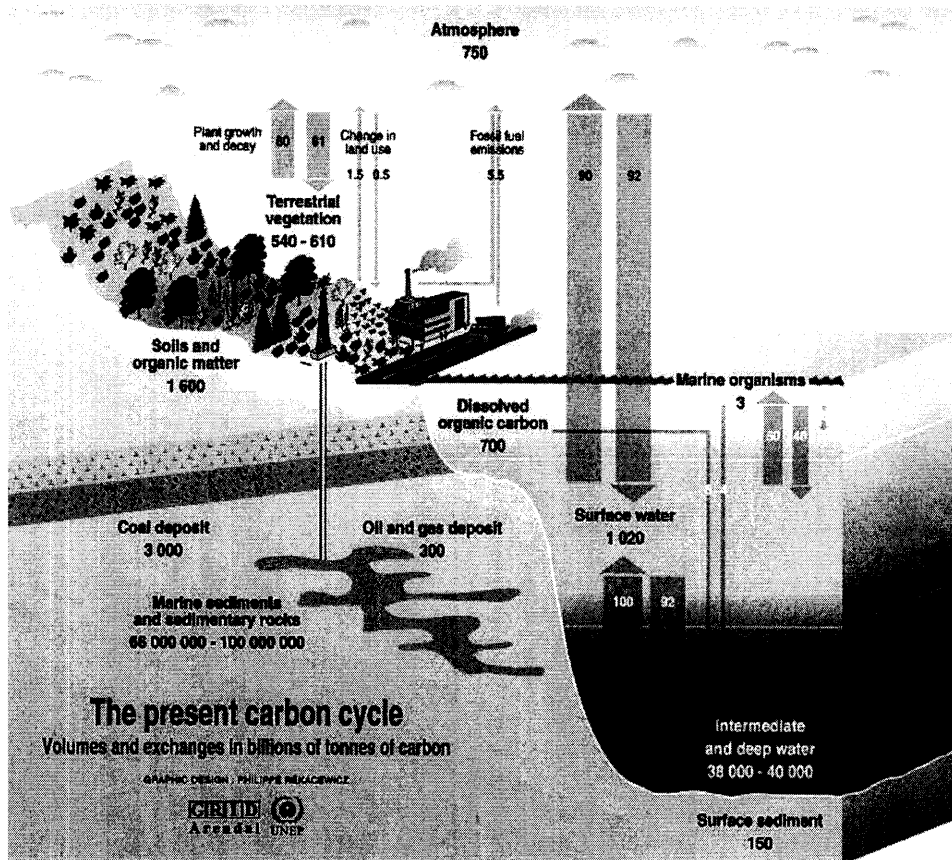 Atmosphere
750
Plant growth
and decay
60
61
Change in
land use
1.5 0.5
Fossil fuel
emissions
5.5
90
92
Terrestrial
vegetation
540 - 610
Soils and
organic matter
1 600
Marine organisms
3
Dissolved
organic carbon
700
50
40
Surface water
1 020
Coal deposit
3 000
Oil and gas deposit
300
100
92
Marine sediments
and sedimentary rocks
66 000 000 - 100 000 000
The present carbon cycle
Volumes and exchanges in billions of tonnes of carbon
GRAPHIC DESIGN : PHILIPPE REKACEWICZ
GRID
Arendal
UNEP
Intermediate
and deep water
38 000 - 40 000
Surface sediment
150